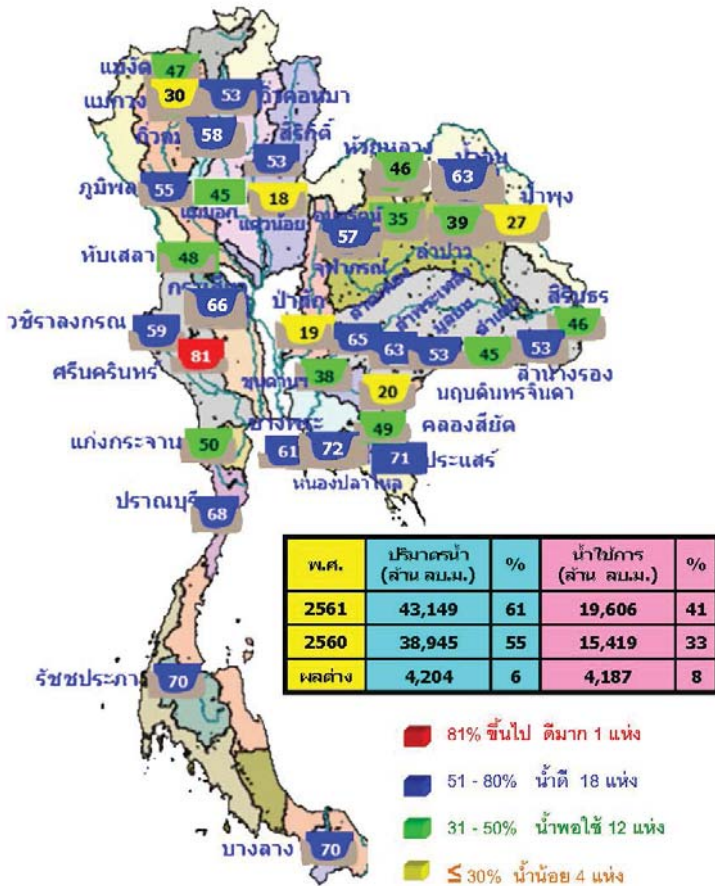 แม่งัด
47
แม่กวง
30
53
กิ่วคอหมา
58
สิริกิติ์
53
ห้วยหลวง
46
63
น้ำอูน
ภูมิพล
55
45
18
แควน้อย
57
35
39
27
น้ำพุง
ทับเสลา
48
จุฬาภรณ์
ลำปาว
66
ป่าสัก
19
65
63
53
45
53
46
สิรินธร
วชิราลงกรณ
59
81
ศรีนครินทร์
38
ขุนด่านฯ
20
ลำนางรอง
นฤบดินทรจินดา
บางพระ
49
คลองสียัด
แก่งกระจาน
50
61
72
71
ประแสร์
หนองปลาไหล
ปราณบุรี
68
พ.ศ. ปริมาตรน้ำ (ล้าน ลบ.ม.) % น้ำใช้การ (ล้าน ลบ.ม.) %
2561 43,149 61 19,606 41
2560 38,945 55 15,419 33
ผลต่าง 4,204 6 4,187 8
รัชชประภา
70
81% ขึ้นไป ดีมาก 1 แห่ง
51 - 80% น้ำดี 18 แห่ง
31 - 50% น้ำพอใช้ 12 แห่ง
≤ 30% น้ำน้อย 4 แห่ง
บางลาง
70